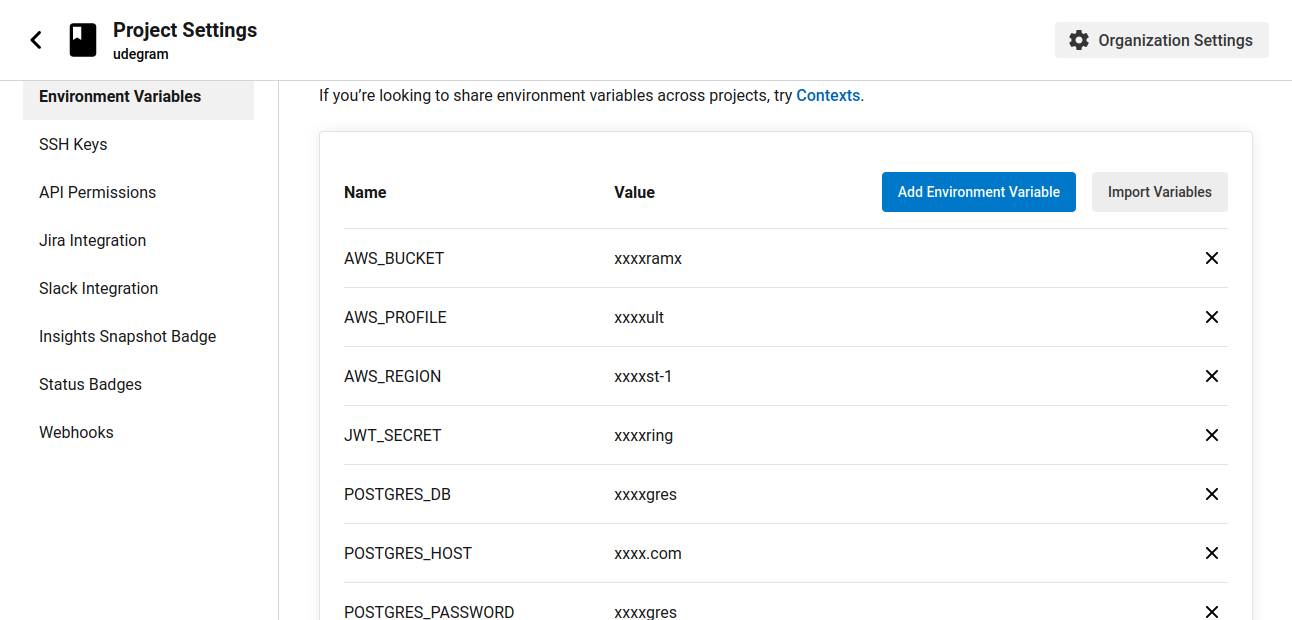 Project Settings
udegram
Organization Settings
Environment Variables
SSH Keys
API Permissions
Jira Integration
Slack Integration
Insights Snapshot Badge
Status Badges
Webhooks
If you’re looking to share environment variables across projects, try Contexts.
Name Value Add Environment Variable Import Variables
AWS_BUCKET xxxxramx
AWS_PROFILE xxxxult
AWS_REGION xxxxst-1
JWT_SECRET xxxxring
POSTGRES_DB xxxxgres
POSTGRES_HOST xxxx.com
POSTGRES_PASSWORD xxxxgres